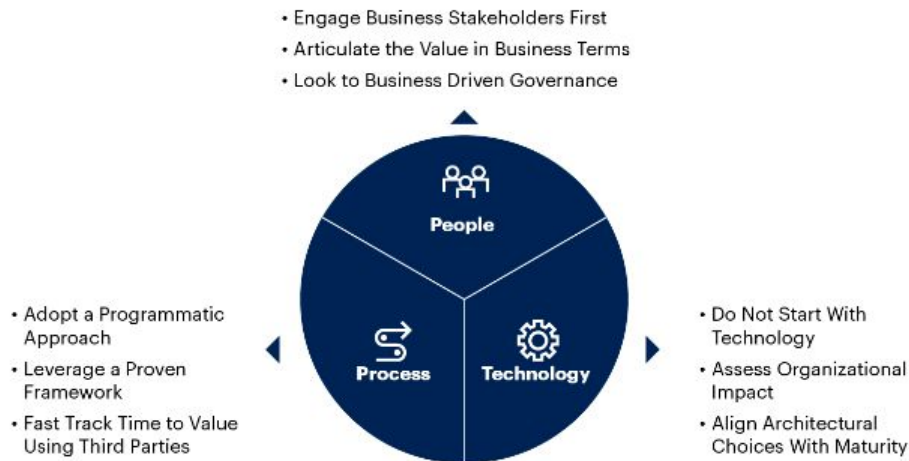 • Engage Business Stakeholders First
• Articulate the Value in Business Terms
• Look to Business Driven Governance
People
• Adopt a Programmatic
Approach
• Leverage a Proven
Framework
• Fast Track Time to Value
Using Third Parties
Process
Technology
• Do Not Start With
Technology
• Assess Organizational
Impact
• Align Architectural
Choices With Maturity